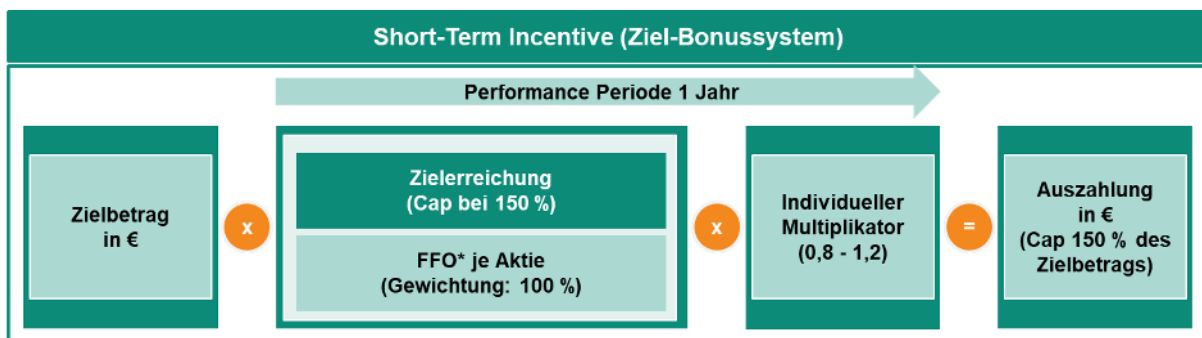 Short-Term Incentive (Ziel-Bonussystem)
Performance Periode 1 Jahr
Zielbetrag
in €
x
Zielerreichung
(Cap bei 150 %)
FFO* je Aktie
(Gewichtung: 100 %)
x
Individueller
Multiplikator
(0,8 - 1,2)
=
Auszahlung
in €
(Cap 150 % des
Zielbetrags)